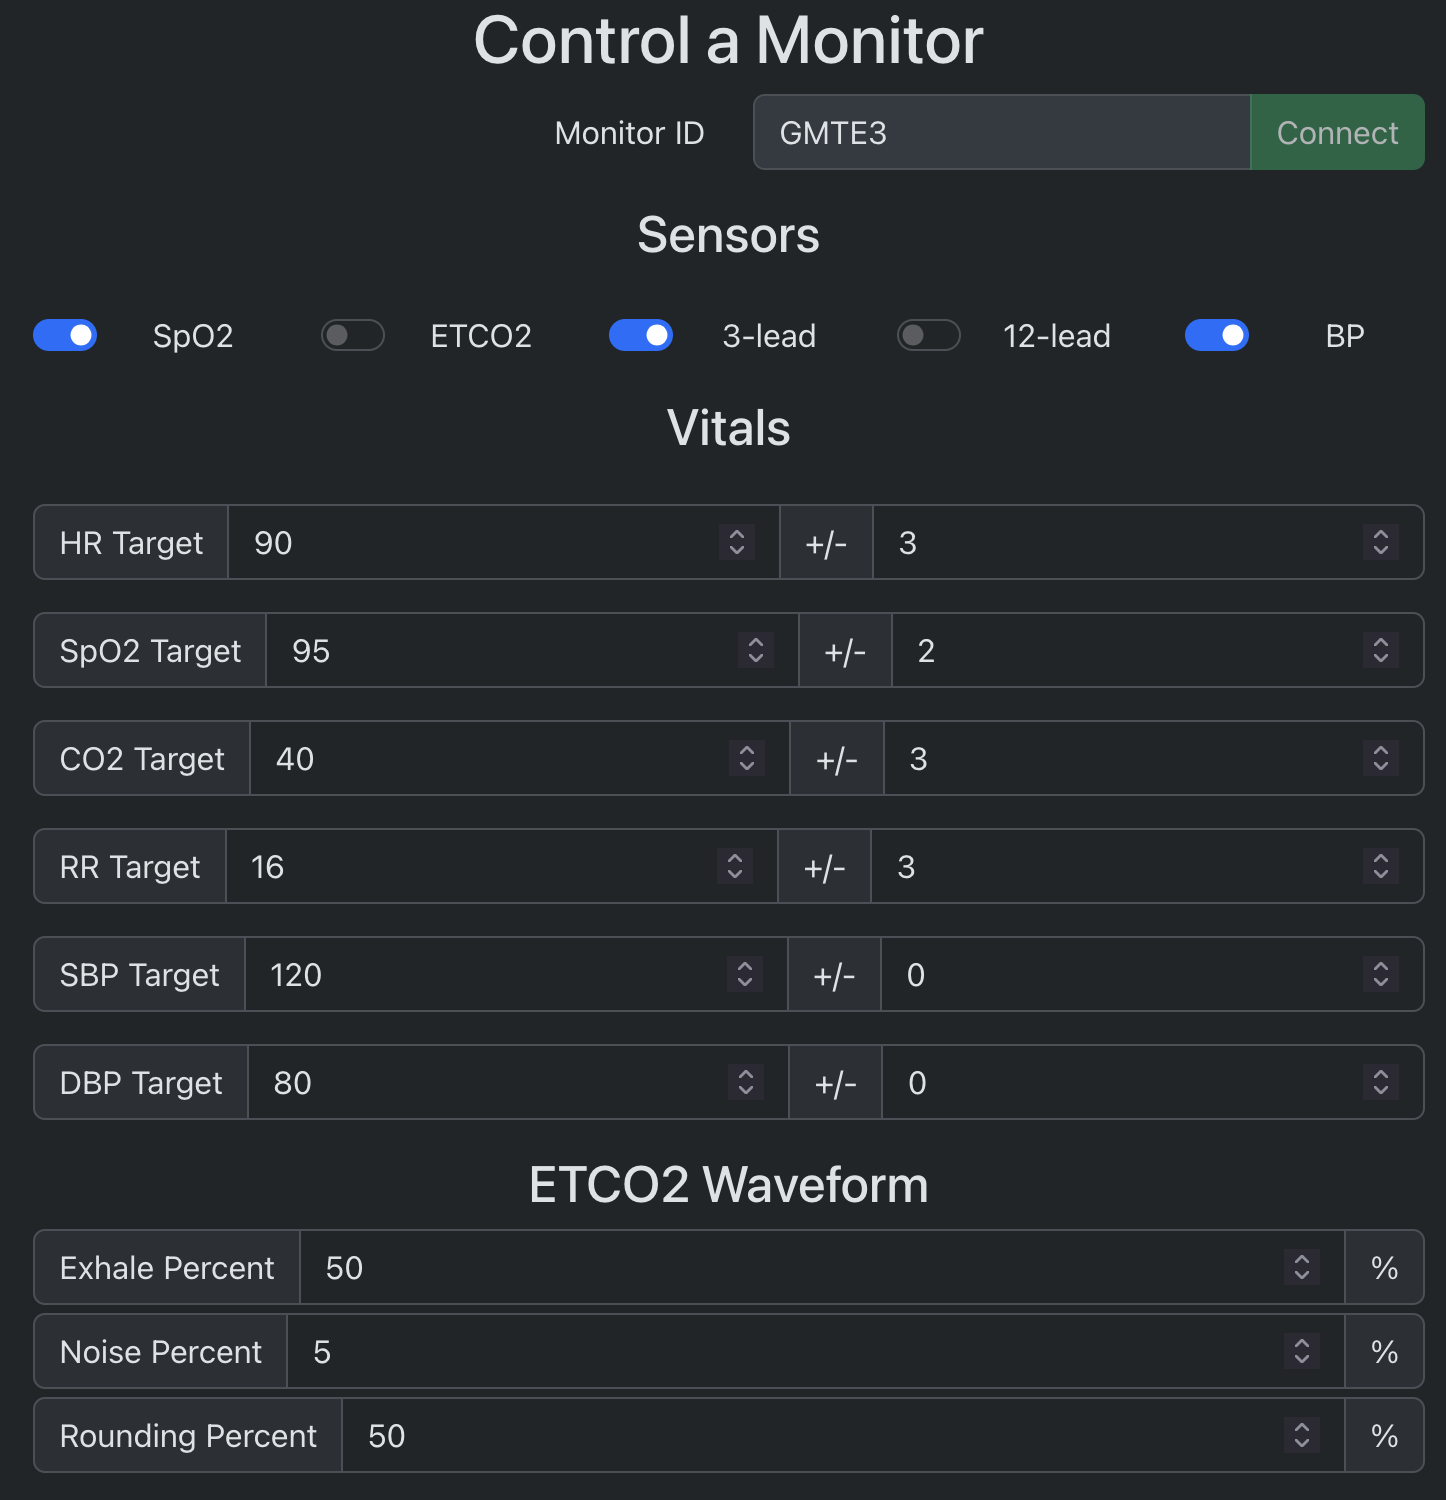 Control a Monitor
Monitor ID GMTE3 Connect
Sensors
SpO2 ETCO2 3-lead 12-lead BP
Vitals
HR Target 90 +/- 3
SpO2 Target 95 +/- 2
CO2 Target 40 +/- 3
RR Target 16 +/- 3
SBP Target 120 +/- 0
DBP Target 80 +/- 0
ETCO2 Waveform
Exhale Percent 50 %
Noise Percent 5 %
Rounding Percent 50 %